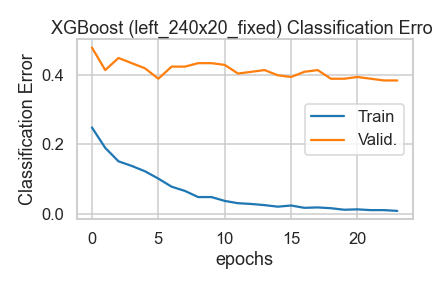 XGBoost (left_240x20_fixed) Classification Erro
Classification Error
0.4
0.2
0.0
Train
Valid.
0
5
10
15
20
epochs